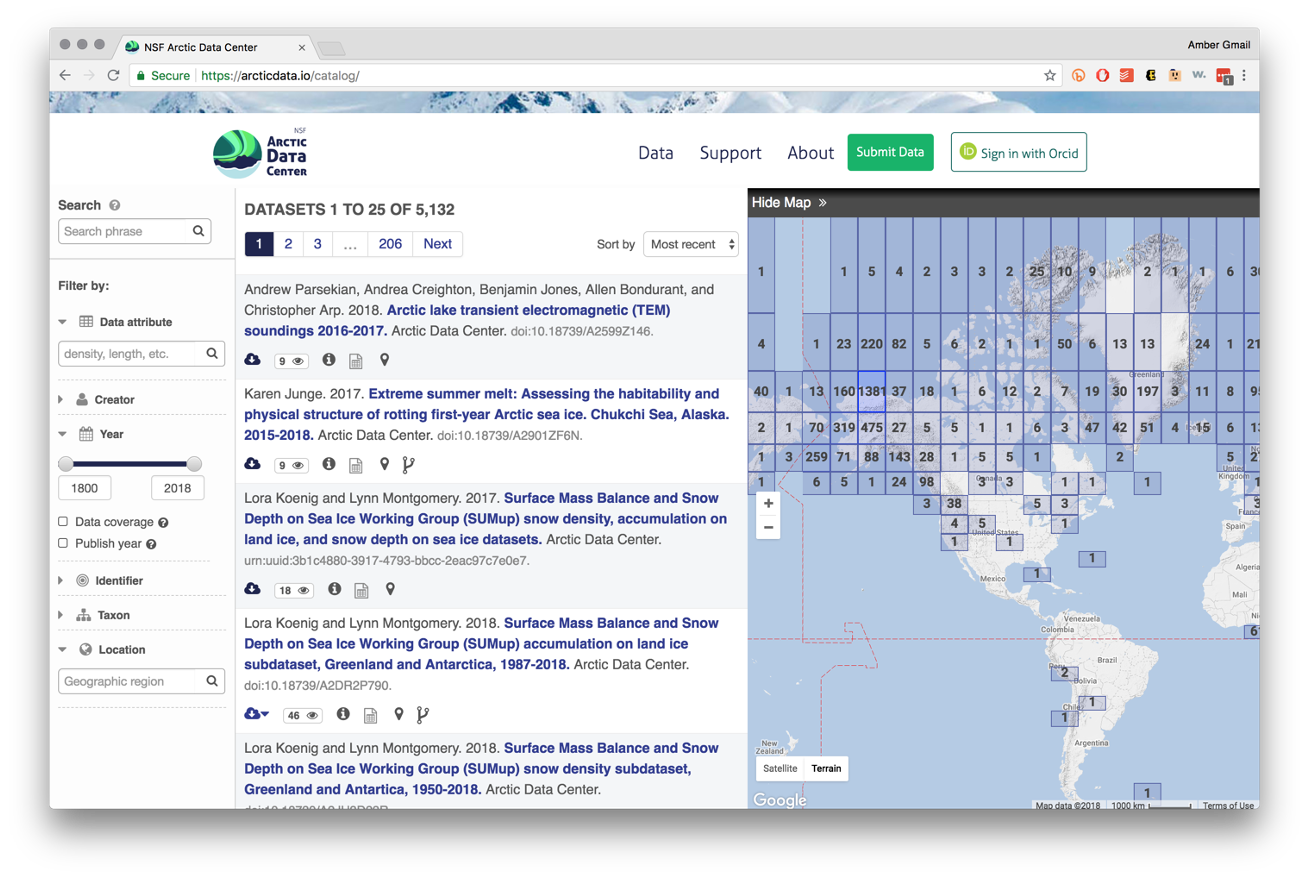 NSF Arctic Data Center
Amber Gmail
Secure
https://arcticdata.io/catalog/
w.
1
NSF
ARCTIC
Data
CENTER
Data
Support
About
Submit Data
iD Sign in with Orcid
Search
Search phrase
Filter by:
Data attribute
density, length, etc.
Creator
Year
1800
2018
Data coverage
Publish year
Identifier
Taxon
Location
Geographic region
DATASETS 1 TO 25 OF 5,132
1 2 3 ... 206 Next
Sort by Most recent
Andrew Parsekian, Andrea Creighton, Benjamin Jones, Allen Bondurant, and
Christopher Arp. 2018. Arctic lake transient electromagnetic (TEM)
soundings 2016-2017. Arctic Data Center. doi:10.18739/A2599Z146.
9
Karen Junge. 2017. Extreme summer melt: Assessing the habitability and
physical structure of rotting first-year Arctic sea ice. Chukchi Sea, Alaska.
2015-2018. Arctic Data Center. doi:10.18739/A2901ZF6N.
9
Lora Koenig and Lynn Montgomery. 2017. Surface Mass Balance and Snow
Depth on Sea Ice Working Group (SUMup) snow density, accumulation on
land ice, and snow depth on sea ice datasets. Arctic Data Center.
urn:uuid:3b1c4880-3917-4793-bbcc-2eac97c7e0e7.
18
Lora Koenig and Lynn Montgomery. 2018. Surface Mass Balance and Snow
Depth on Sea Ice Working Group (SUMup) accumulation on land ice
subdataset, Greenland and Antarctica, 1987-2018. Arctic Data Center.
doi:10.18739/A2DR2P790.
46
Lora Koenig and Lynn Montgomery. 2018. Surface Mass Balance and Snow
Depth on Sea Ice Working Group (SUMup) snow density subdataset,
Greenland and Antartica, 1950-2018. Arctic Data Center.
Hide Map »
1 1 5 4 2 3 3 2 25 10 9 2 1 1 6
4 1 23 220 82 5 6 2 1 1 50 6 13 13 24 1
Greenland
40 1 13 160 1381 37 18 1 6 12 2 7 19 30 197 3 11 8
2 1 70 319 475 27 5 5 1 1 6 3 47 42 51 4 15 6
1 3 259 71 88 143 28 1 5 5 1 2 5
United
Kingdom
1 6 5 1 24 98 3 3 1 1 1
Canada
3 38 5 3
4 5 1
United States
1 1
Spain
1
Algeria
1
Mexico
Mali
Venezuela
Colombia
6
Brazil
2
Bolivia
1
Chile
1
Argentina
New
Zealand
Satellite Terrain
1
Google
Map data ©2018 1000 km Terms of Use